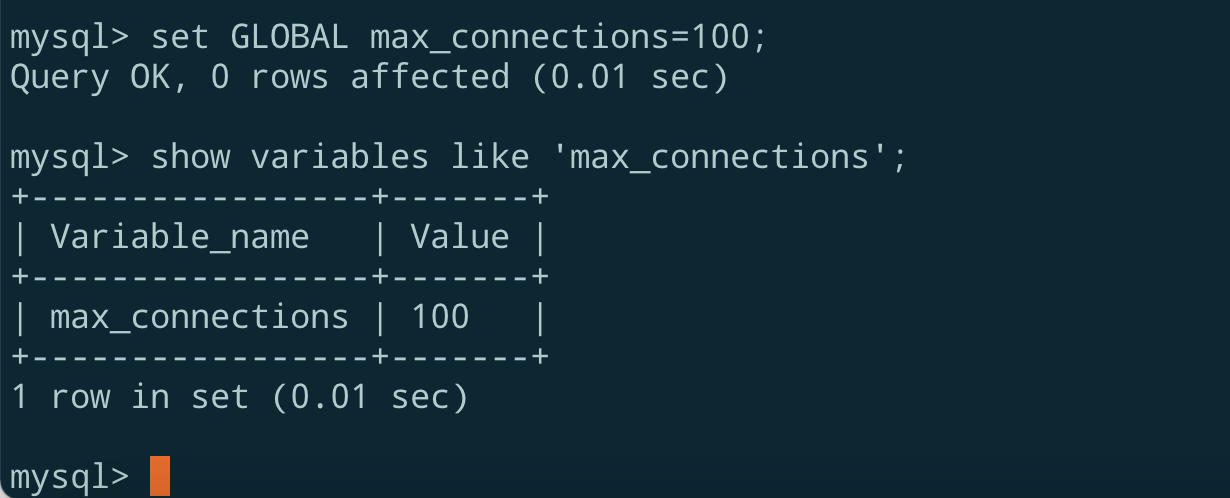 mysql> set GLOBAL max_connections=100;
Query OK, 0 rows affected (0.01 sec)
mysql> show variables like 'max_connections';
+-----------------+-------+
| Variable_name   | Value |
+-----------------+-------+
| max_connections | 100   |
+-----------------+-------+
1 row in set (0.01 sec)
mysql>